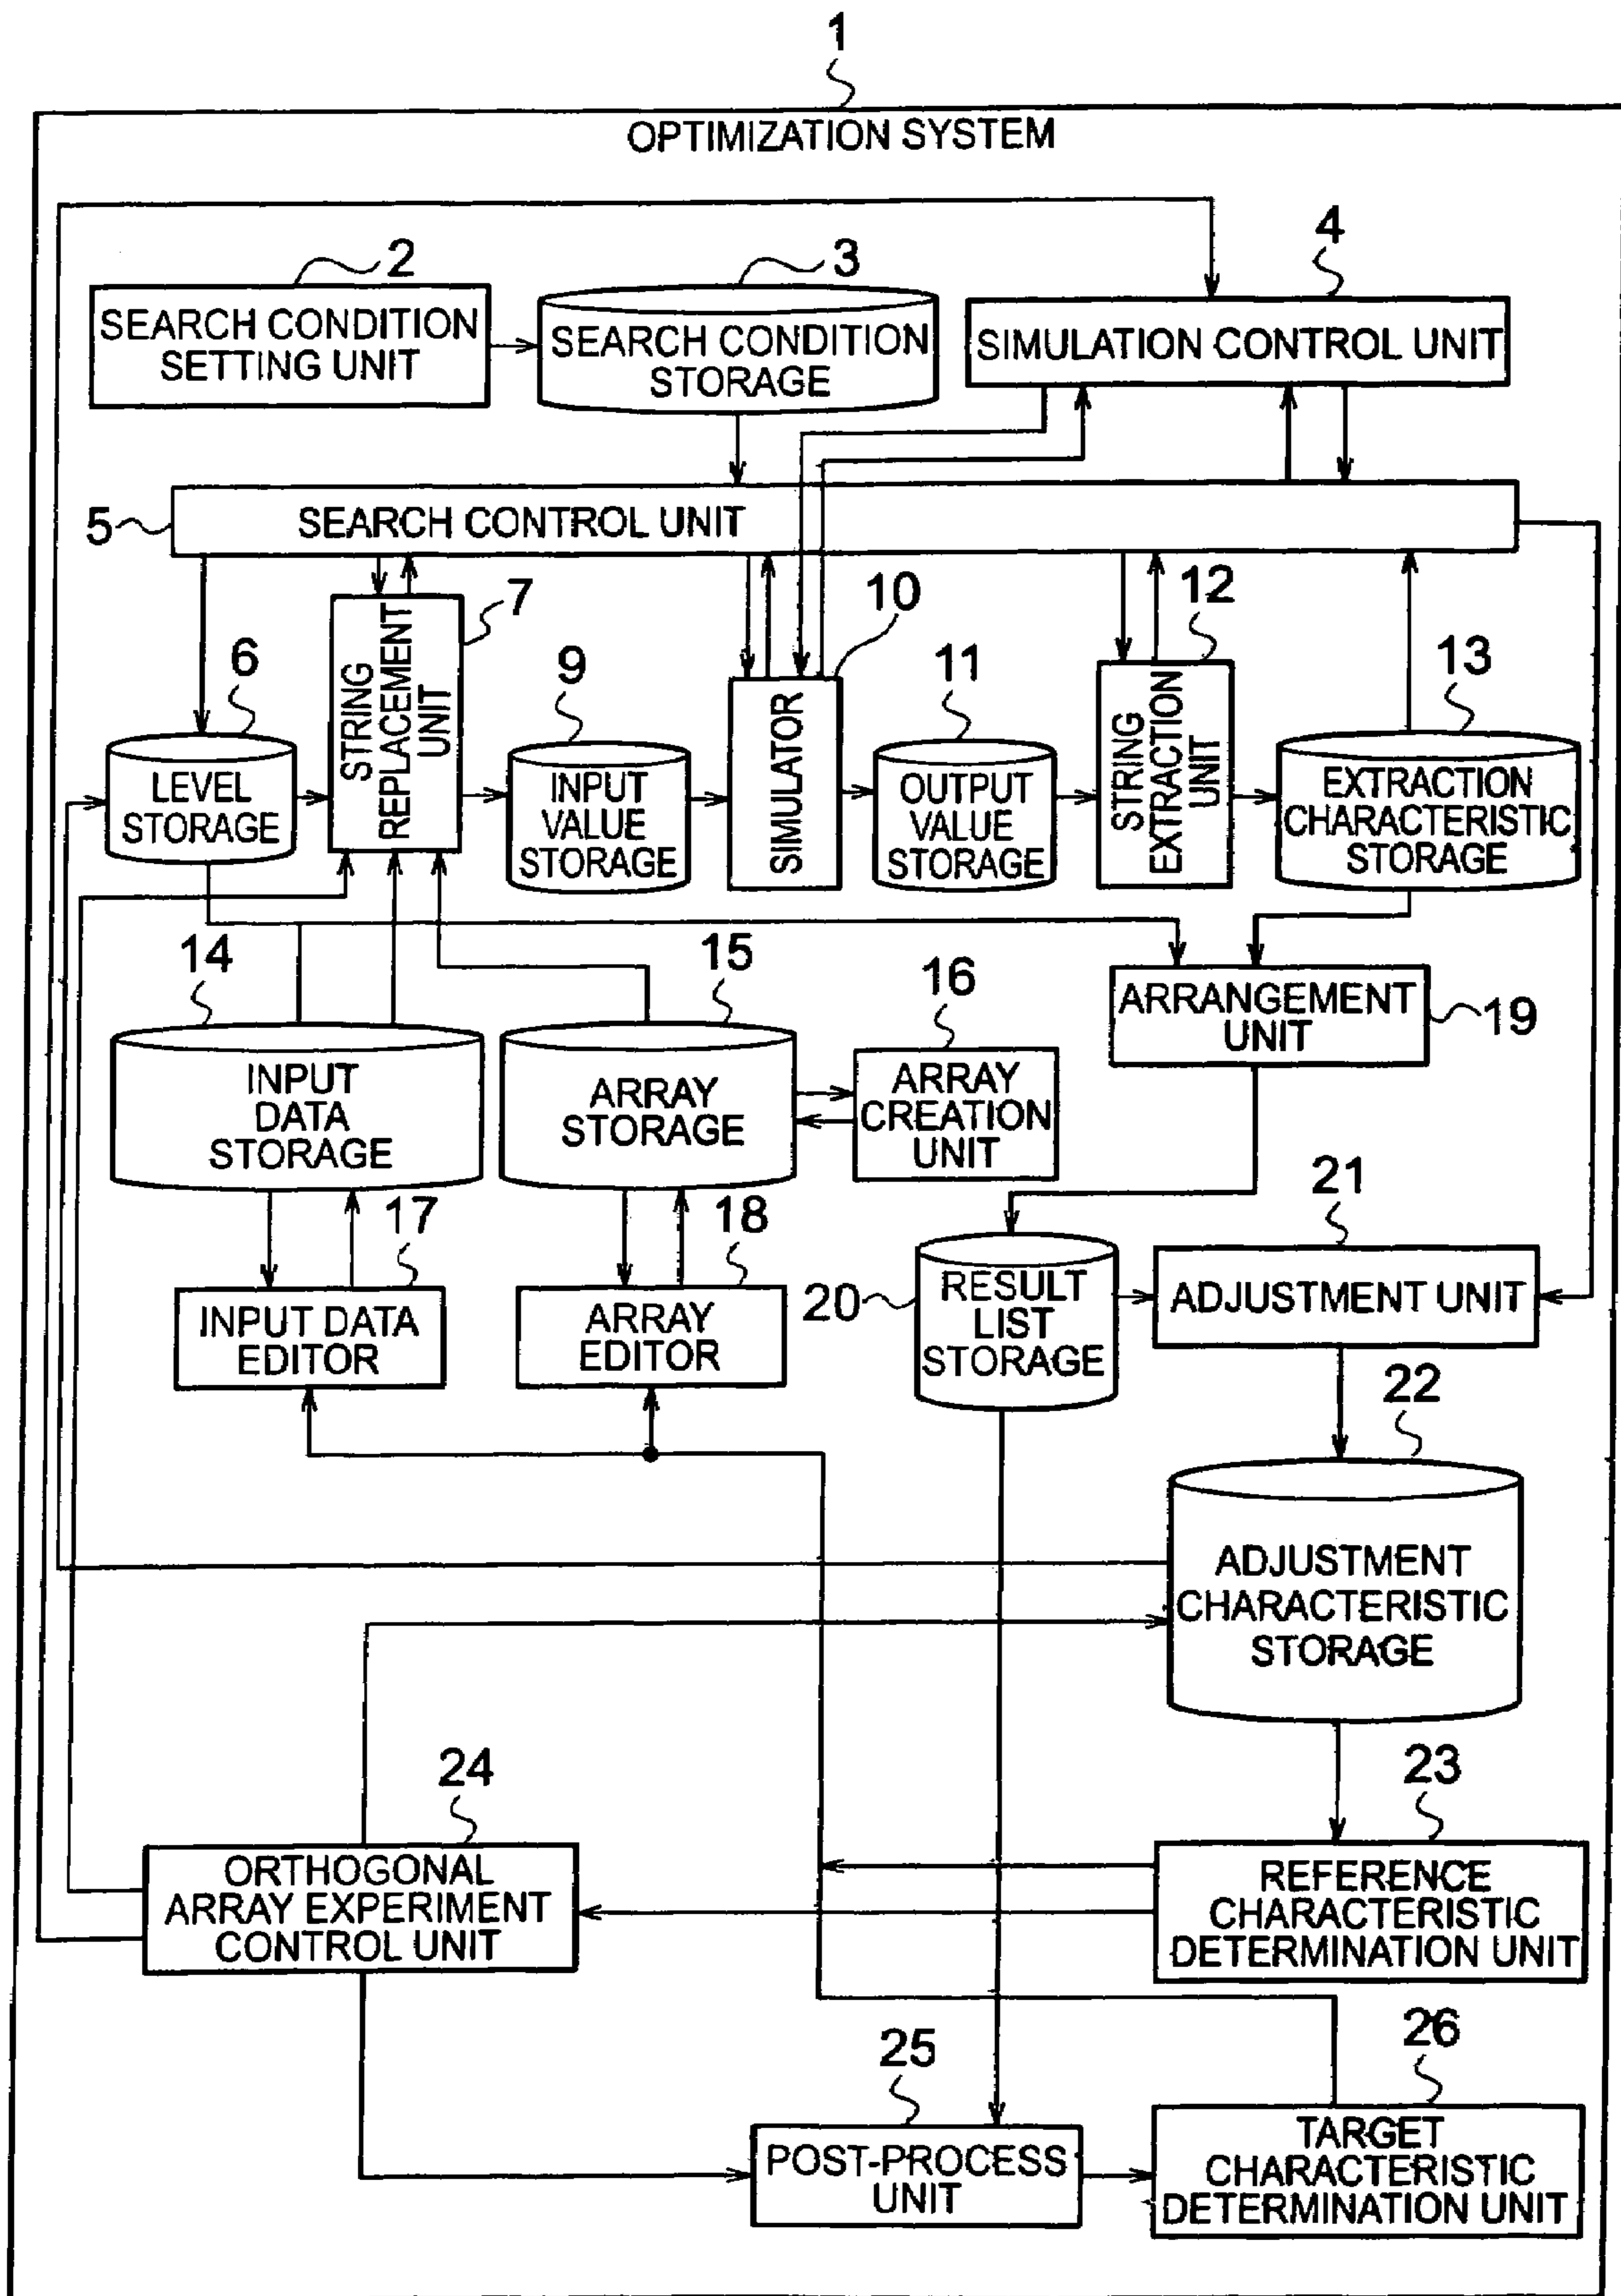 1
OPTIMIZATION SYSTEM
2
3
4
SEARCH CONDITION
SETTING UNIT
SEARCH CONDITION
STORAGE
SIMULATION CONTROL UNIT
5
SEARCH CONTROL UNIT
6
7
9
10
11
12
13
LEVEL
STORAGE
STRING
REPLACEMENT
UNIT
INPUT
VALUE
STORAGE
SIMULATOR
OUTPUT
VALUE
STORAGE
STRING
EXTRACTION
UNIT
EXTRACTION
CHARACTERISTIC
STORAGE
14
15
16
ARRANGEMENT
UNIT
19
INPUT
DATA
STORAGE
ARRAY
STORAGE
ARRAY
CREATION
UNIT
17
18
20
21
INPUT DATA
EDITOR
ARRAY
EDITOR
RESULT
LIST
STORAGE
ADJUSTMENT UNIT
22
ADJUSTMENT
CHARACTERISTIC
STORAGE
24
23
ORTHOGONAL
ARRAY EXPERIMENT
CONTROL UNIT
REFERENCE
CHARACTERISTIC
DETERMINATION UNIT
25
26
POST-PROCESS
UNIT
TARGET
CHARACTERISTIC
DETERMINATION UNIT